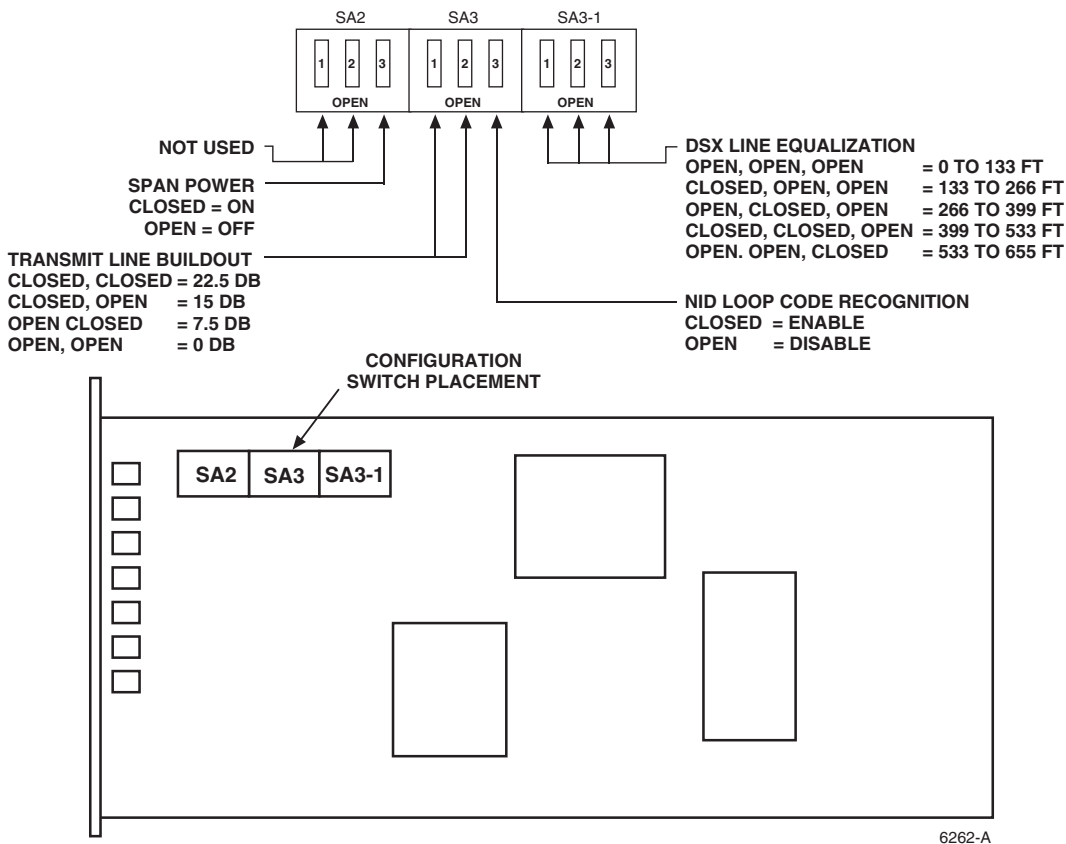 SA2 SA3 SA3-1
1 2 3 1 2 3 1 2 3
OPEN OPEN OPEN
NOT USED
SPAN POWER
CLOSED = ON
OPEN = OFF
TRANSMIT LINE BUILDOUT
CLOSED, CLOSED = 22.5 DB
CLOSED, OPEN = 15 DB
OPEN CLOSED = 7.5 DB
OPEN, OPEN = 0 DB
DSX LINE EQUALIZATION
OPEN, OPEN, OPEN = 0 TO 133 FT
CLOSED, OPEN, OPEN = 133 TO 266 FT
OPEN, CLOSED, OPEN = 266 TO 399 FT
CLOSED, CLOSED, OPEN = 399 TO 533 FT
OPEN. OPEN, CLOSED = 533 TO 655 FT
NID LOOP CODE RECOGNITION
CLOSED = ENABLE
OPEN = DISABLE
CONFIGURATION
SWITCH PLACEMENT
SA2 SA3 SA3-1
6262-A